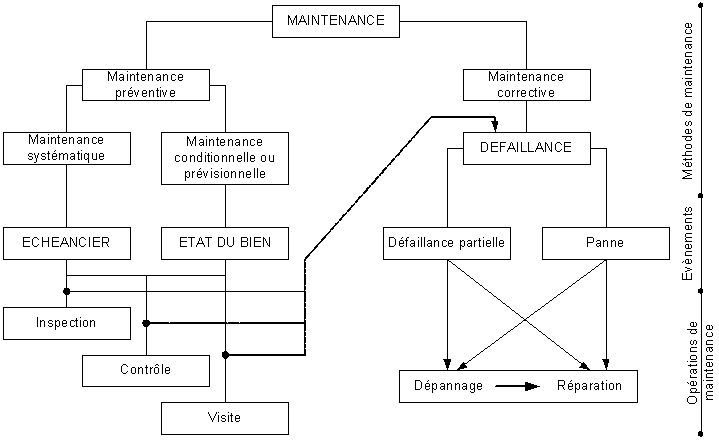 MAINTENANCE
Maintenance
préventive
Maintenance
corrective
Maintenance
systématique
Maintenance
conditionnelle ou
prévisionnelle
DEFAILLANCE
ECHEANCIER
ETAT DU BIEN
Défaillance partielle
Panne
Inspection
Contrôle
Visite
Dépannage
Réparation
Méthodes de maintenance
Evènements
Opérations de
maintenance